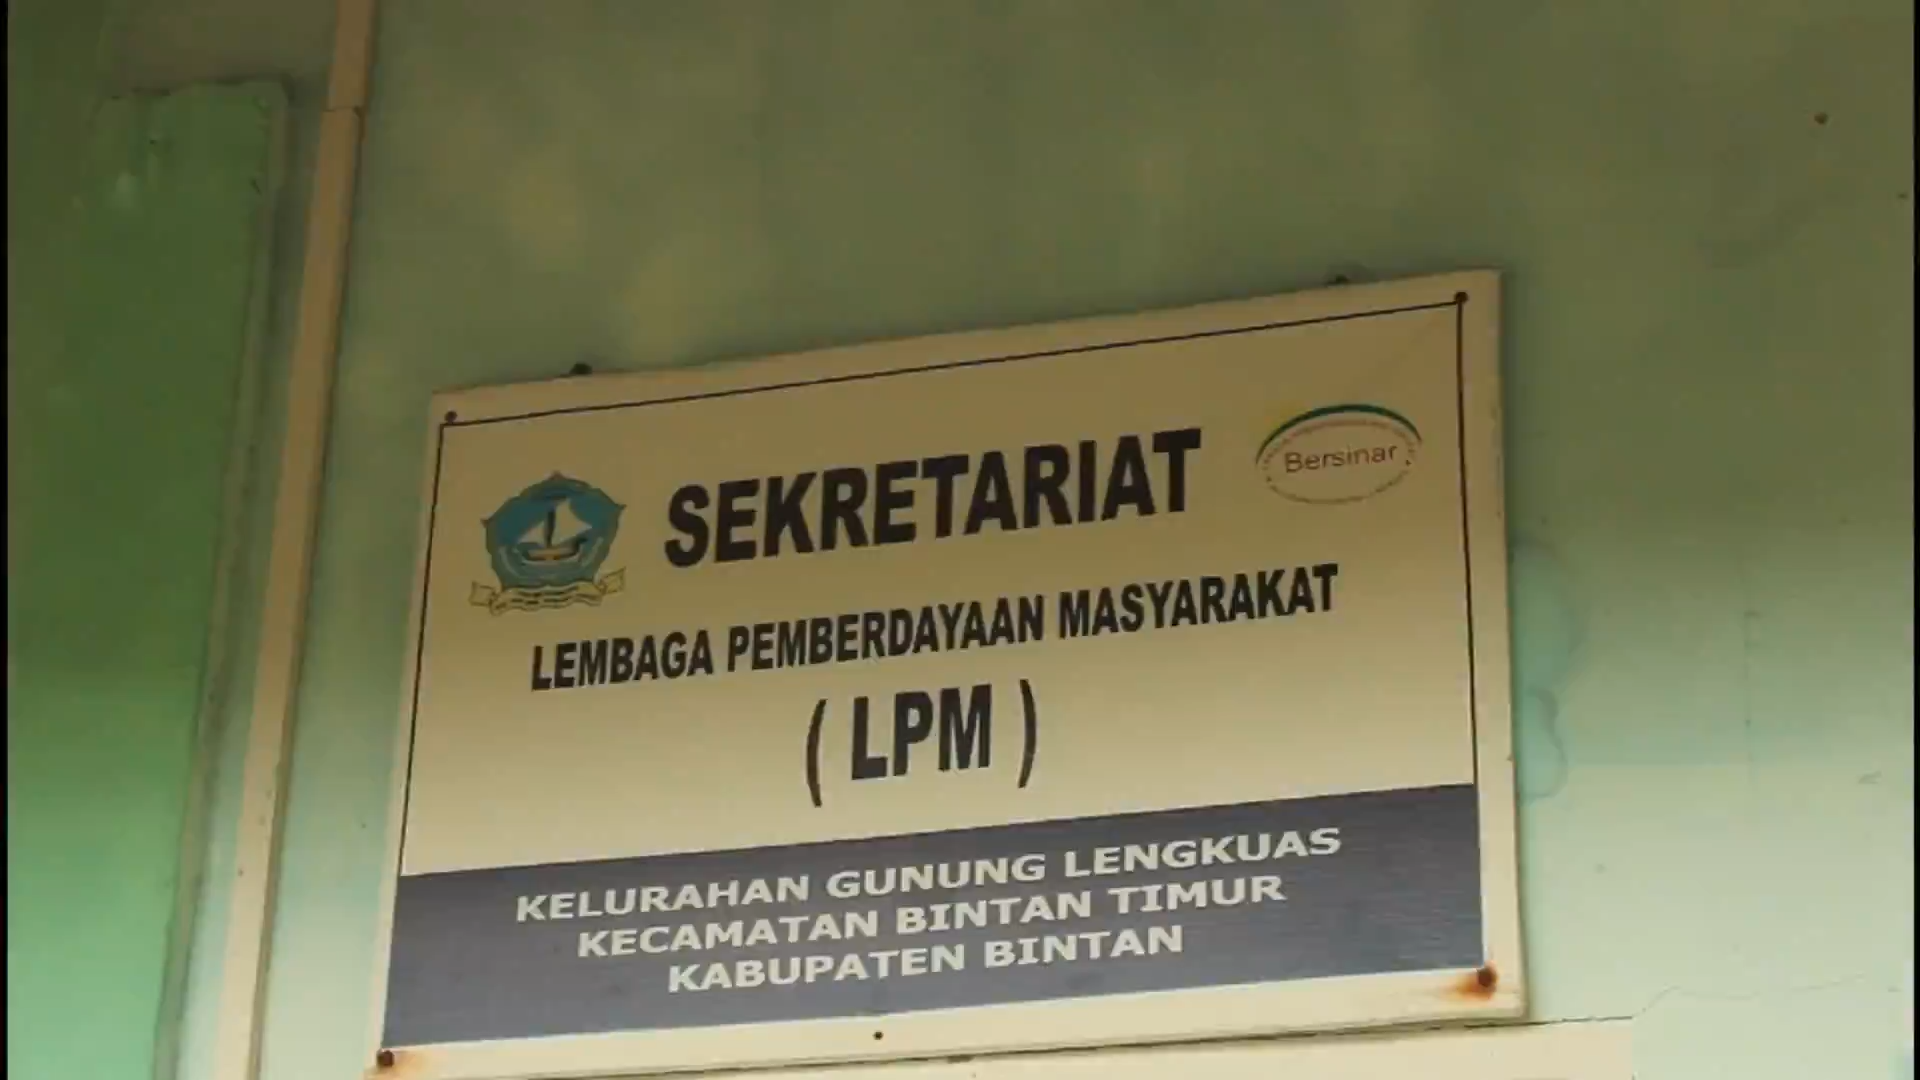 SEKRETARIAT
Bersinar
LEMBAGA PEMBERDAYAAN MASYARAKAT
( LPM )
KELURAHAN GUNUNG LENGKUAS
KECAMATAN BINTAN TIMUR
KABUPATEN BINTAN